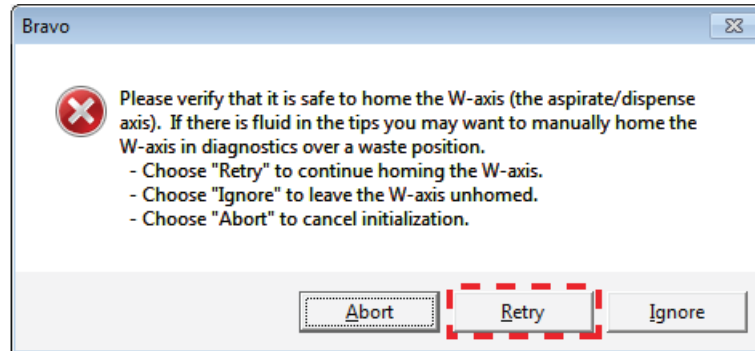 Bravo
Please verify that it is safe to home the W-axis (the aspirate/dispense
axis). If there is fluid in the tips you may want to manually home the
W-axis in diagnostics over a waste position.
- Choose "Retry" to continue homing the W-axis.
- Choose "Ignore" to leave the W-axis unhomed.
- Choose "Abort" to cancel initialization.
Abort Retry Ignore